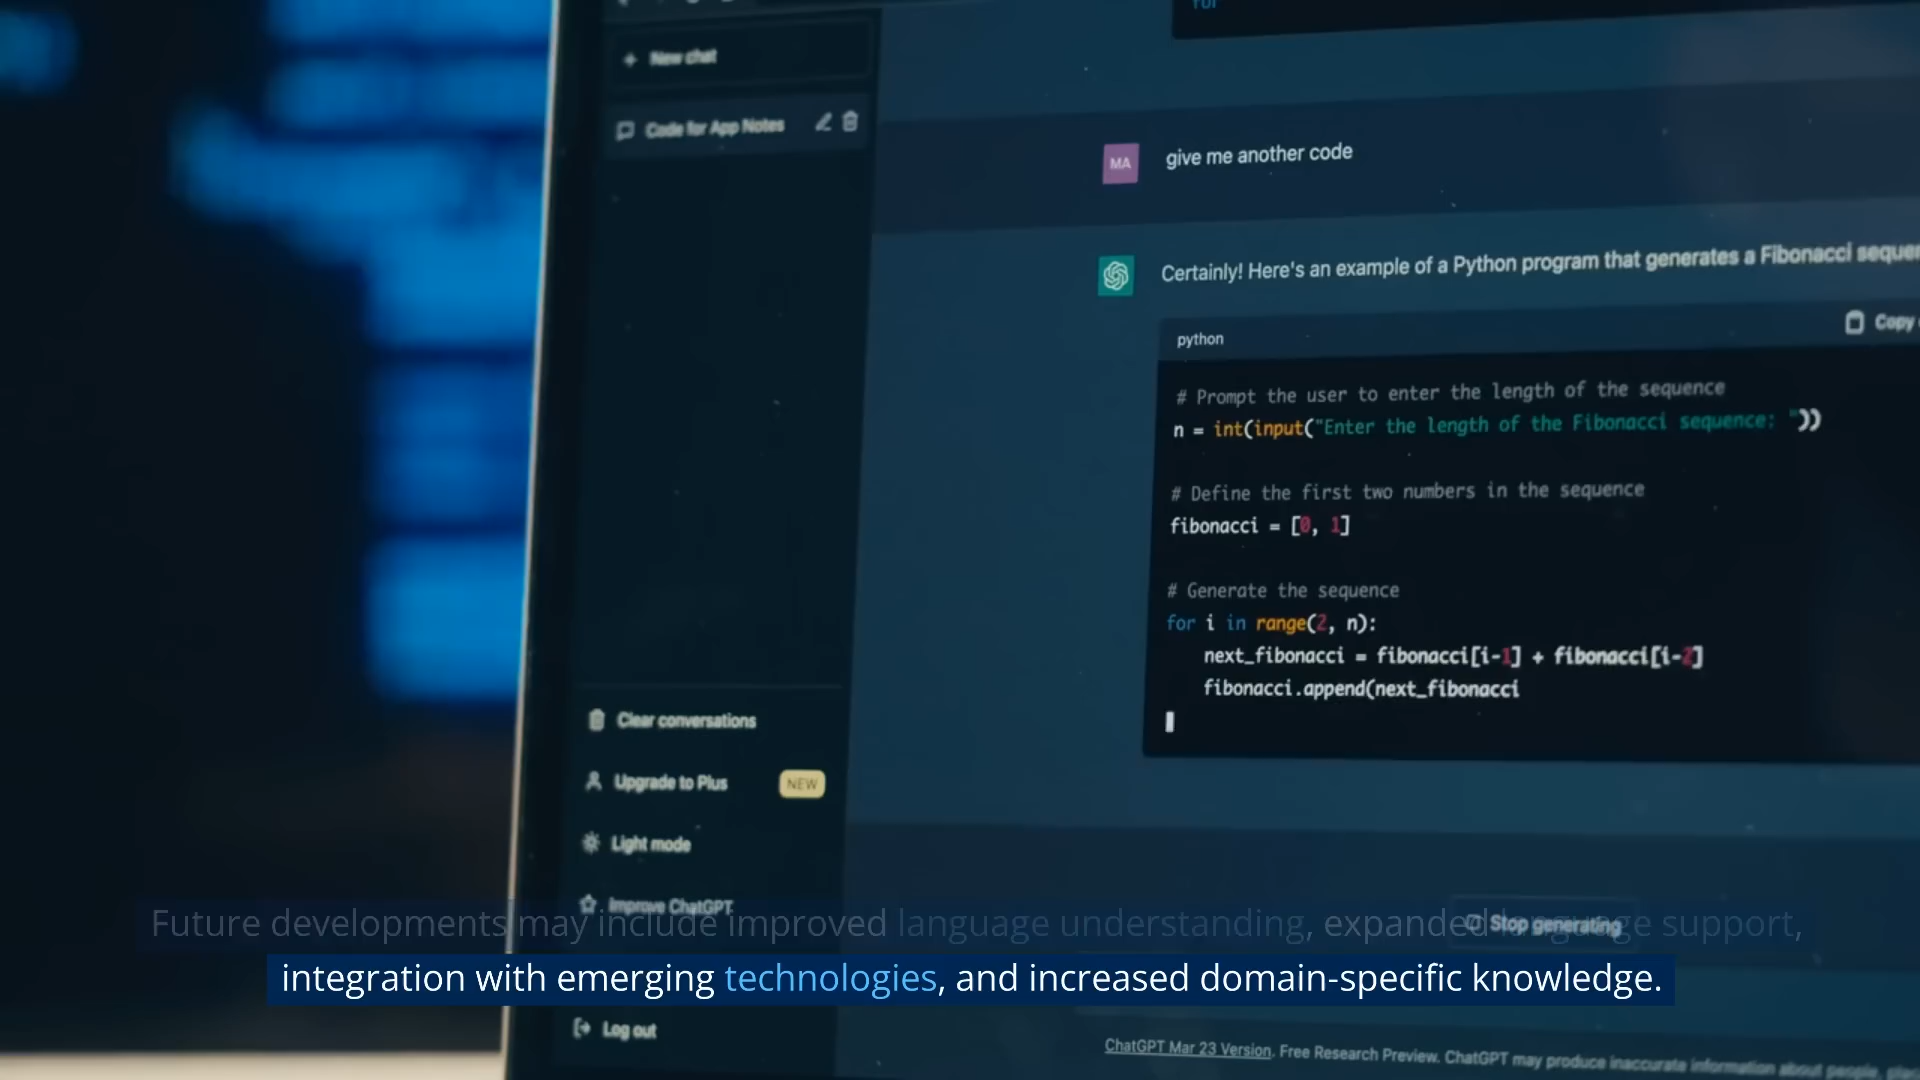 for
New chat
Code for App Notes
MA
give me another code
Certainly! Here's an example of a Python program that generates a Fibonacci
python
Copy
# Prompt the user to enter the length of the sequence
n = int(input("Enter the length of the Fibonacci sequence: "))
# Define the first two numbers in the sequence
fibonacci = [0, 1]
# Generate the sequence
for i in range(2, n):
next_fibonacci = fibonacci[i-1] + fibonacci[i-2]
fibonacci.append(next_fibonacci
Clear conversations
Upgrade to Plus
NEW
Light mode
Improve ChatGPT
Stop generating
Future developments may include improved language understanding, expanded language support,
integration with emerging technologies, and increased domain-specific knowledge.
Log out
ChatGPT Mar 23 Version. Free Research Preview. ChatGPT may produce inaccurate information about people,